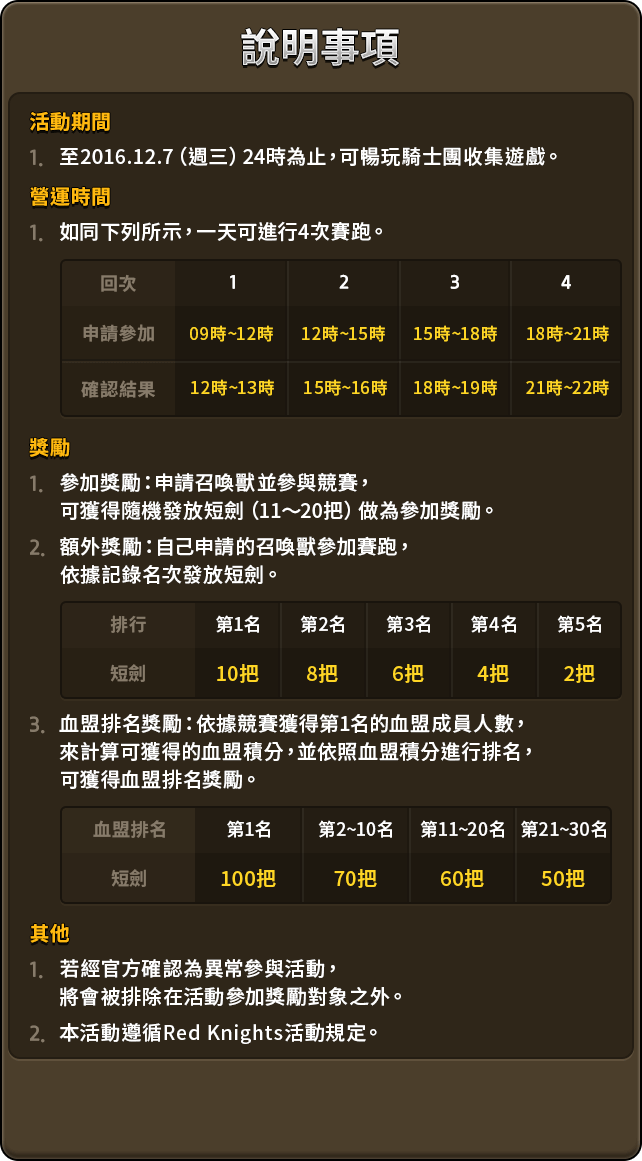 說明事項
活動期間
1. 至2016.12.7（週三）24時為止，可暢玩騎士團收集遊戲。
營運時間
1. 如同下列所示，一天可進行4次賽跑。
回次 1 2 3 4
申請參加 09時~12時 12時~15時 15時~18時 18時~21時
確認結果 12時~13時 15時~16時 18時~19時 21時~22時
獎勵
1. 參加獎勵：申請召喚獸並參與競賽，
可獲得隨機發放短劍（11～20把）做為參加獎勵。
2. 額外獎勵：自己申請的召喚獸參加賽跑，
依據記錄名次發放短劍。
排行 第1名 第2名 第3名 第4名 第5名
短劍 10把 8把 6把 4把 2把
3. 血盟排名獎勵：依據競賽獲得第1名的血盟成員人數，
來計算可獲得的血盟積分，並依照血盟積分進行排名，
可獲得血盟排名獎勵。
血盟排名 第1名 第2~10名 第11~20名 第21~30名
短劍 100把 70把 60把 50把
其他
1. 若經官方確認為異常參與活動，
將會被排除在活動參加獎勵對象之外。
2. 本活動遵循Red Knights活動規定。